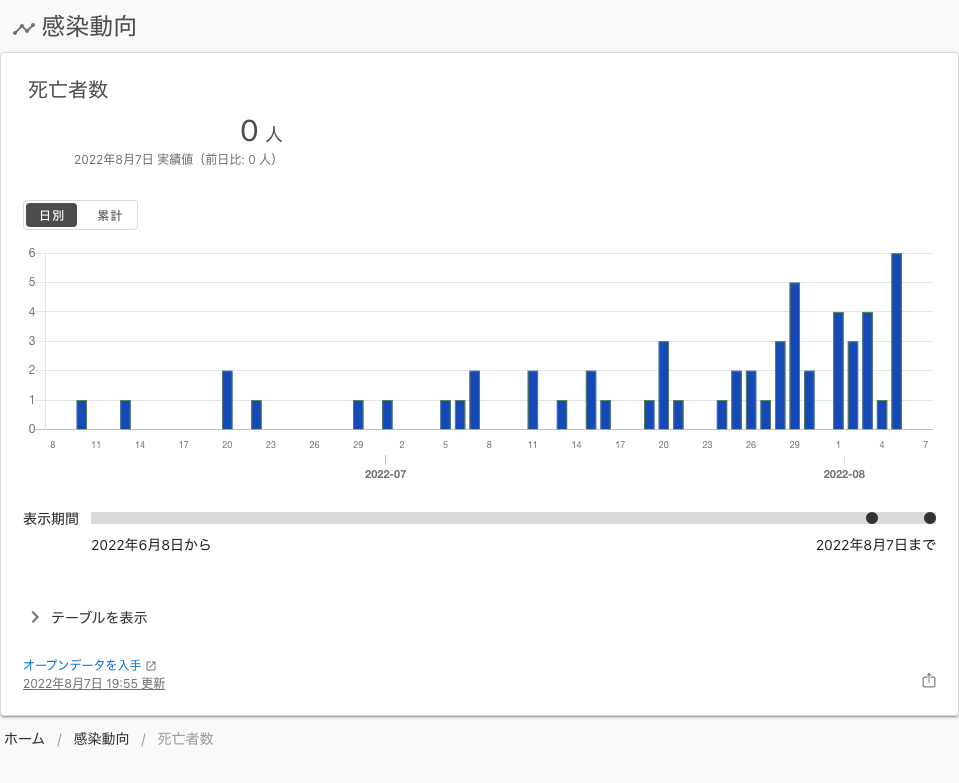 感染動向
死亡者数
0 人
2022年8月7日 実績値（前日比: 0 人）
日別 累計
6
5
4
3
2
1
0
8 11 14 17 20 23 26 29 2 5 8 11 14 17 20 23 26 29 1 4 7
2022-07 2022-08
表示期間
2022年6月8日から 2022年8月7日まで
テーブルを表示
オープンデータを入手
2022年8月7日 19:55 更新
ホーム / 感染動向 / 死亡者数